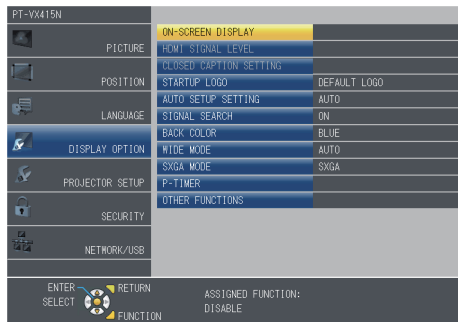 PT-VX415N
PICTURE
POSITION
LANGUAGE
DISPLAY OPTION
PROJECTOR SETUP
SECURITY
NETWORK/USB
ON-SCREEN DISPLAY
HDMI SIGNAL LEVEL
CLOSED CAPTION SETTING
STARTUP LOGO DEFAULT LOGO
AUTO SETUP SETTING AUTO
SIGNAL SEARCH ON
BACK COLOR BLUE
WIDE MODE AUTO
SXGA MODE SXGA
P-TIMER
OTHER FUNCTIONS
ENTER RETURN
SELECT
FUNCTION
ASSIGNED FUNCTION:
DISABLE